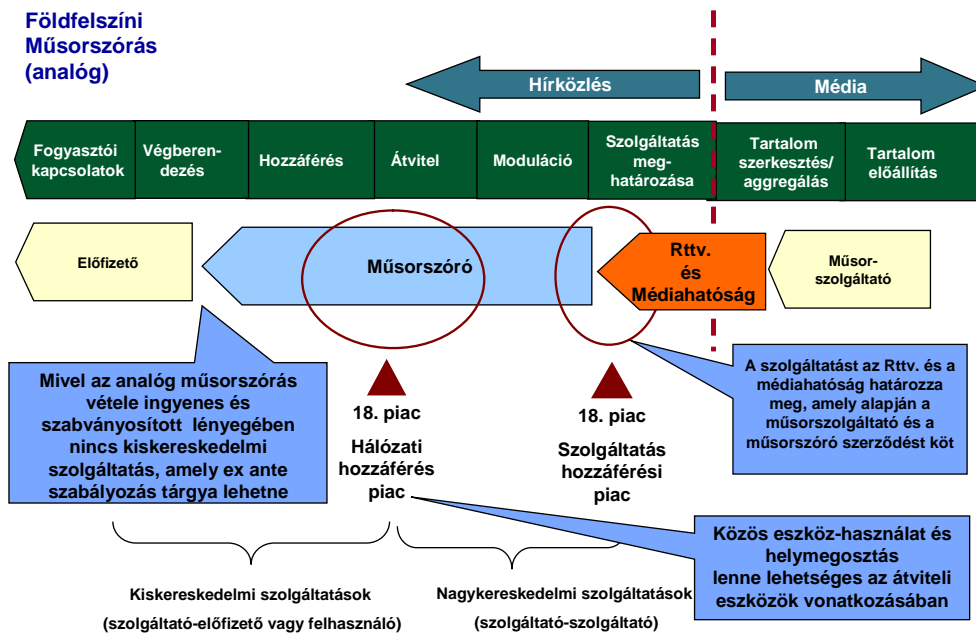 Földfelszíni
Műsorszórás
(analóg)
Hírközlés
Média
Fogyasztói
kapcsolatok
Végberen-
dezés
Hozzáférés
Átvitel
Moduláció
Szolgáltatás
meg-
határozása
Tartalom
szerkesztés/
aggregálás
Tartalom
előállítás
Előfizető
Műsorszóró
Rttv.
és
Médiahatóság
Műsor-
szolgáltató
Mivel az analóg műsorszórás
vétele ingyenes és
szabványosított lényegében
nincs kiskereskedelmi
szolgáltatás, amely ex ante
szabályozás tárgya lehetne
18. piac
Hálózati
hozzáférés
piac
18. piac
Szolgáltatás
hozzáférési
piac
A szolgáltatást az Rttv. és a
médiahatóság határozza
meg, amely alapján a
műsorszolgáltató és a
műsorszóró szerződést köt
Közös eszköz-használat és
helymegosztás
lenne lehetséges az átviteli
eszközök vonatkozásában
Kiskereskedelmi szolgáltatások
(szolgáltató-előfizető vagy felhasználó)
Nagykereskedelmi szolgáltatások
(szolgáltató-szolgáltató)